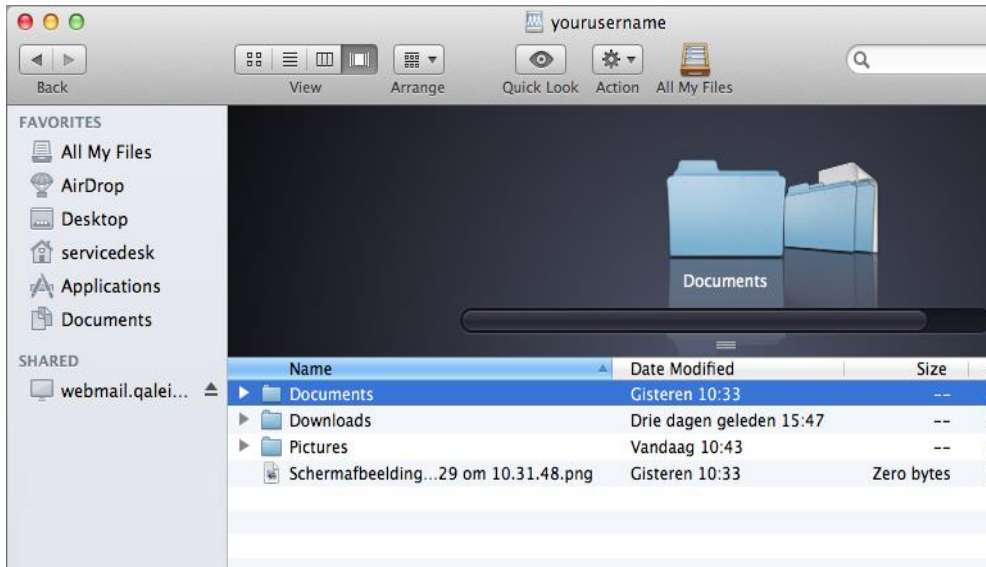 yourusername
Back View Arrange Quick Look Action All My Files
FAVORITES
All My Files
AirDrop
Desktop
servicedesk
Applications
Documents
SHARED
webmail.qalei...
Documents
Name Date Modified Size
Documents Gisteren 10:33 --
Downloads Drie dagen geleden 15:47 --
Pictures Vandaag 10:43 --
Schermafbeelding...29 om 10.31.48.png Gisteren 10:33 Zero bytes